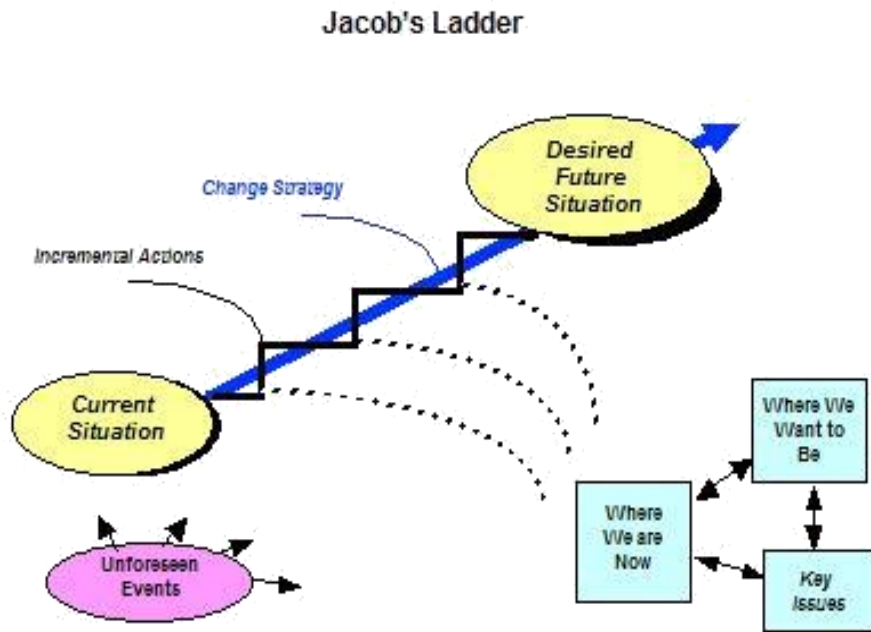 Jacob's Ladder
Desired
Future
Situation
Change Strategy
Incremental Actions
Current
Situation
Where We
Want to
Be
Where
We are
Now
Key
Issues
Unforeseen
Events